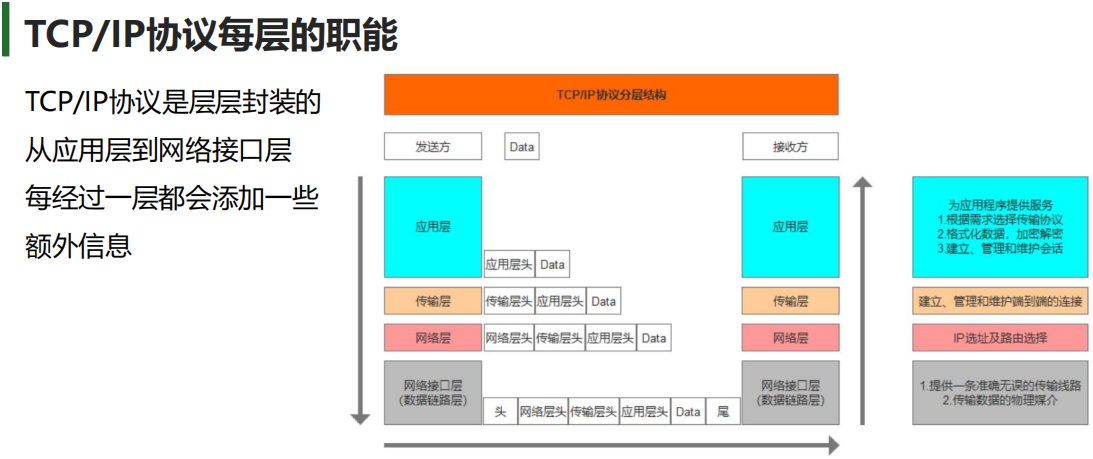 TCP/IP协议每层的职能
TCP/IP协议是层层封装的
从应用层到网络接口层
每经过一层都会添加一些
额外信息
TCP/IP协议分层结构
发送方 Data 接收方
应用层 应用层
为应用程序提供服务
1.根据需求选择传输协议
2.格式化数据，加密解密
3.建立、管理和维护会话
应用层头 Data
传输层 传输层头 应用层头 Data 传输层 建立、管理和维护端到端的连接
网络层 网络层头 传输层头 应用层头 Data 网络层 IP选址及路由选择
网络接口层
(数据链路层)
头 网络层头 传输层头 应用层头 Data 尾
网络接口层
(数据链路层)
1.提供一条准确无误的传输线路
2.传输数据的物理媒介